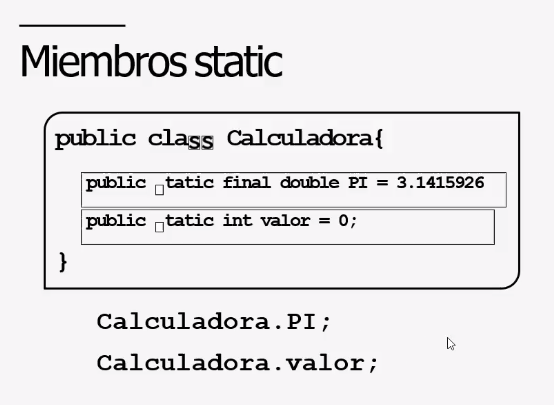 Miembros static
public class Calculadora{
public □tatic final double PI = 3.1415926
public □tatic int valor = 0;
}
Calculadora.PI;
Calculadora.valor;